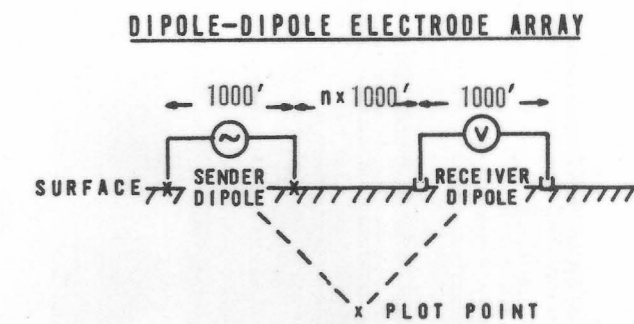 DIPOLE-DIPOLE ELECTRODE ARRAY
1000' n x 1000' 1000'
~ V
SURFACE x SENDER x RECEIVER
DIPOLE DIPOLE
x PLOT POINT